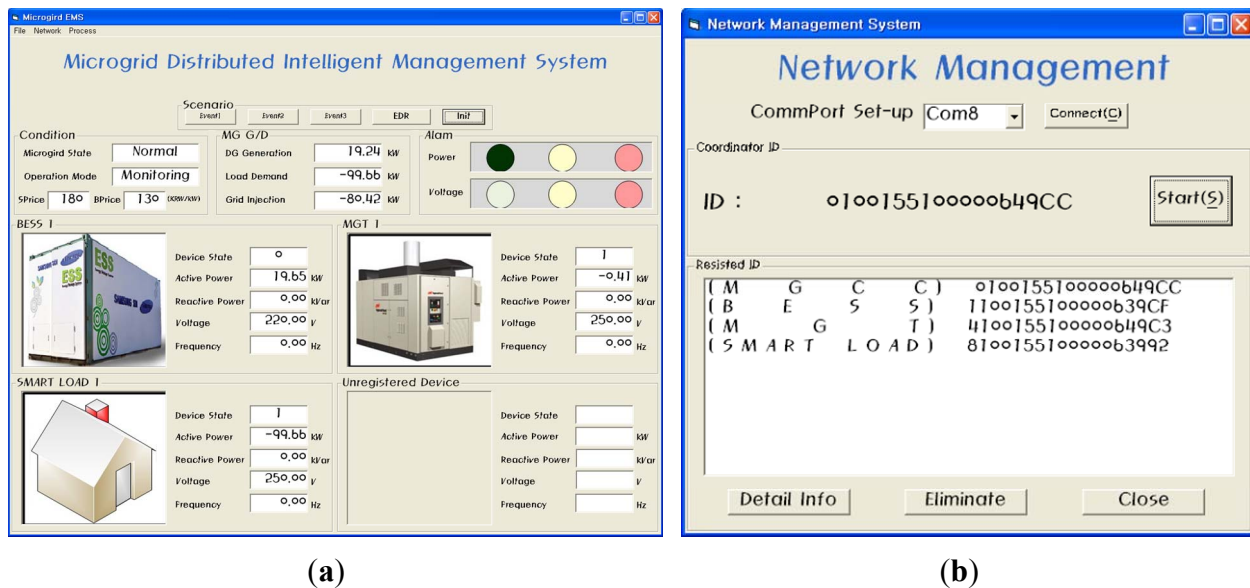 Microgird EMS
File Network Process
Microgrid Distributed Intelligent Management System
Scenario
Event1 Event2 Event3 EDR Init
Condition
Microgird State Normal
Operation Mode Monitoring
SPrice 180 BPrice 130 (KRW/kW)
MG G/D
DG Generation 19.24 kW
Load Demand -99.66 kW
Grid Injection -80.42 kW
Alam
Power
Voltage
BESS 1
ESS
ESS
SAMSUNG SDI
Device State 0
Active Power 19.65 kW
Reactive Power 0.00 kVar
Voltage 220.00 V
Frequency 0.00 Hz
MGT 1
Device State 1
Active Power -0.41 kW
Reactive Power 0.00 kVar
Voltage 250.00 V
Frequency 0.00 Hz
SMART LOAD 1
Device State 1
Active Power -99.66 kW
Reactive Power 0.00 kVar
Voltage 250.00 V
Frequency 0.00 Hz
Unregistered Device
Device State
Active Power kW
Reactive Power kVar
Voltage V
Frequency Hz
(a)
Network Management System
Network Management
CommPort Set-up Com8 Connect(C)
Coordinator ID
ID : 0100155100000649CC Start(S)
Resisted ID
(M G C C) 0100155100000649CC
(B E S S) 1100155100000639CF
(M G T) 4100155100000649C3
(SMART LOAD) 810015510000063992
Detail Info Eliminate Close
(b)